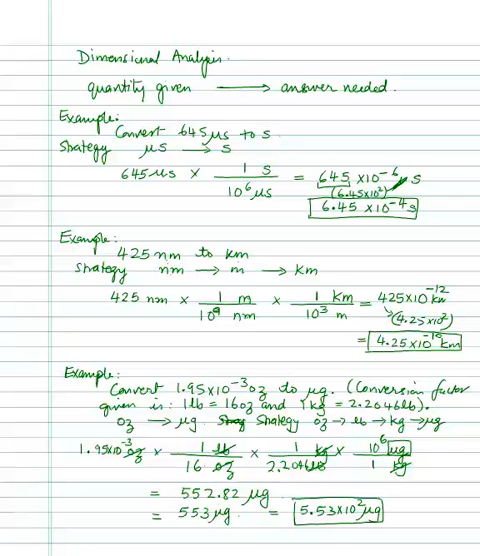 Dimensional Analysis.
quantity given ⟶ answer needed.
Example:
Convert 645 μs to s.
Strategy μs → s
645 μs × 1 s / 10⁶ μs = 645 × 10⁻⁶ s
(6.45×10²)
6.45 × 10⁻⁴ s
Example:
425 nm to km
Strategy nm → m → km
425 nm × 1 m / 10⁹ nm × 1 km / 10³ m = 425×10⁻¹² km
(4.25×10²)
= 4.25×10⁻¹⁰ km
Example:
Convert 1.95×10⁻³ oz to μg. (Conversion factor
given is: 1 lb = 16 oz and 1 kg = 2.2046 lb).
oz → μg. Strategy oz → lb → kg → μg
1.95×10⁻³ oz × 1 lb / 16 oz × 1 kg / 2.2046 lb × 10⁶ μg / 1 kg
= 552.82 μg
= 553 μg = 5.53×10² μg